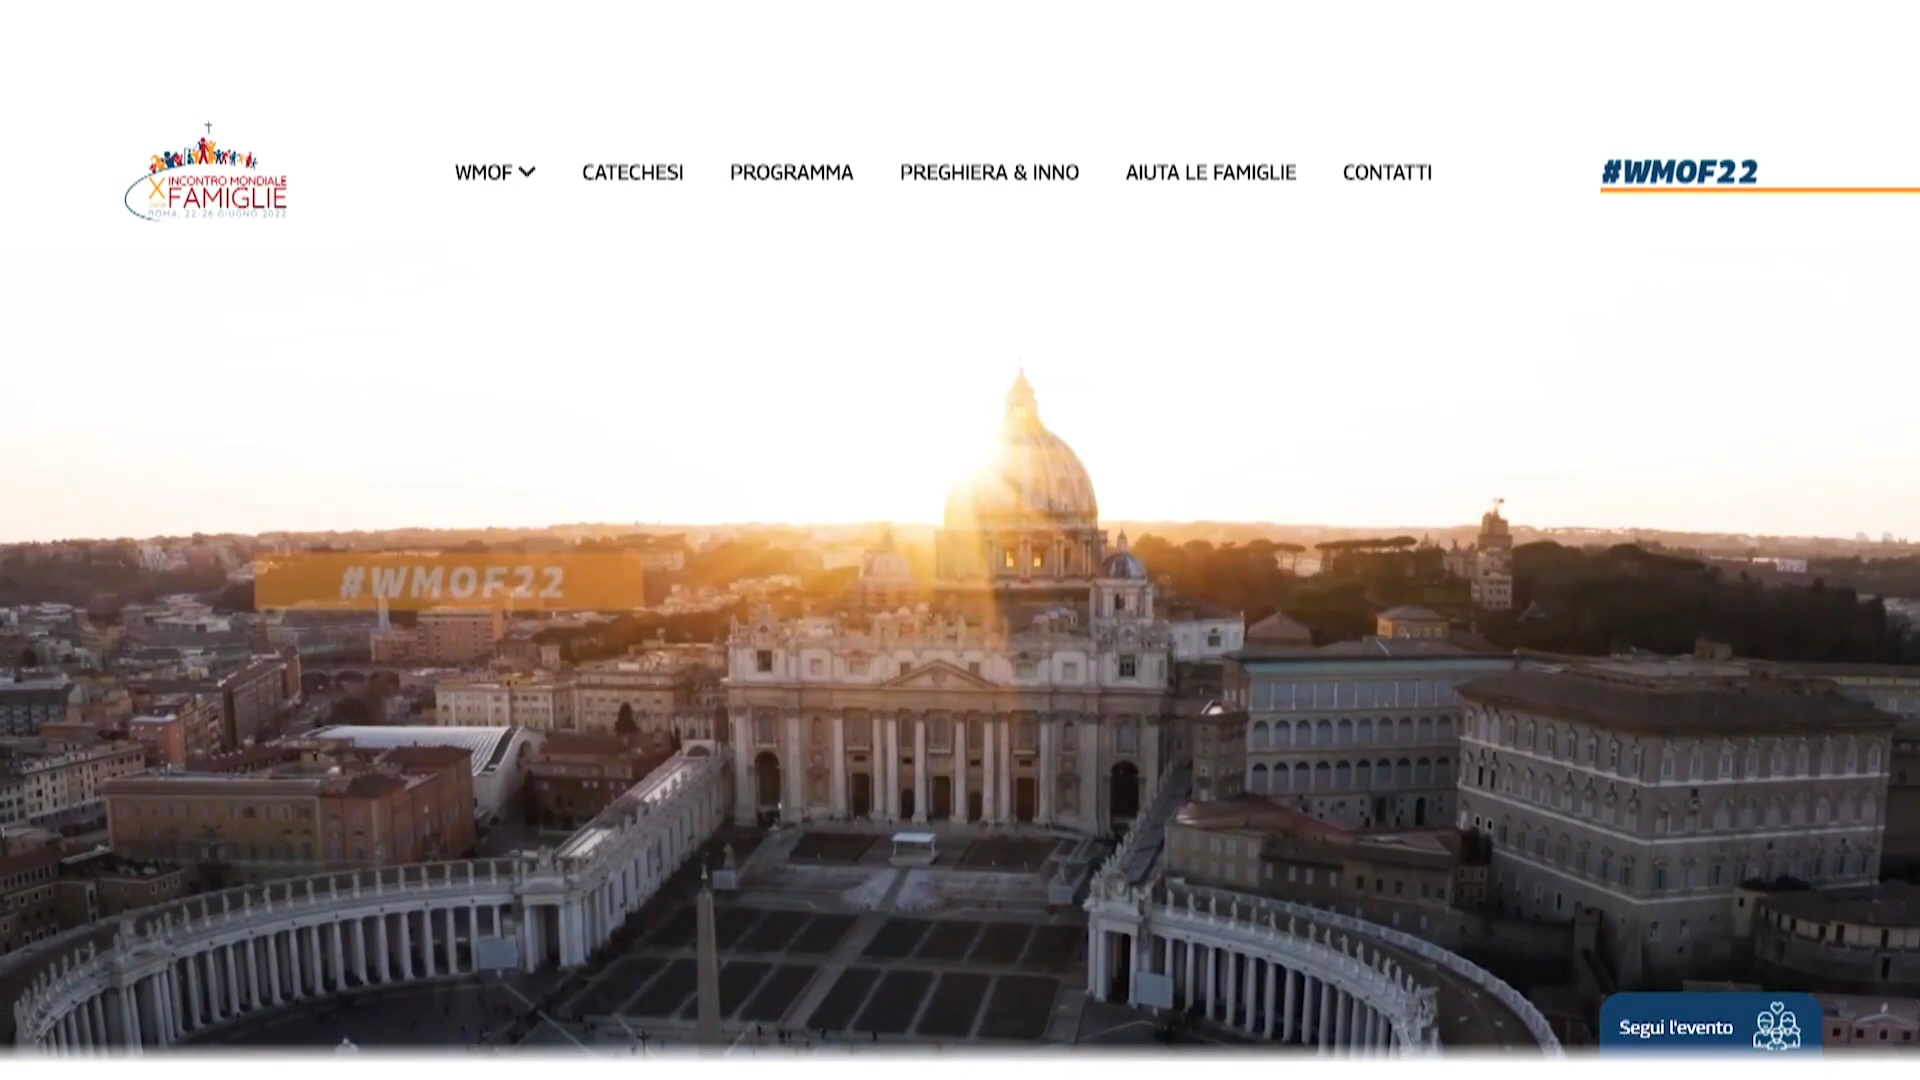 X
INCONTRO MONDIALE
FAMIGLIE
ROMA, 22-26 GIUGNO 2022
WMOF
CATECHESI
PROGRAMMA
PREGHIERA & INNO
AIUTA LE FAMIGLIE
CONTATTI
#WMOF22
#WMOF22
Segui l'evento